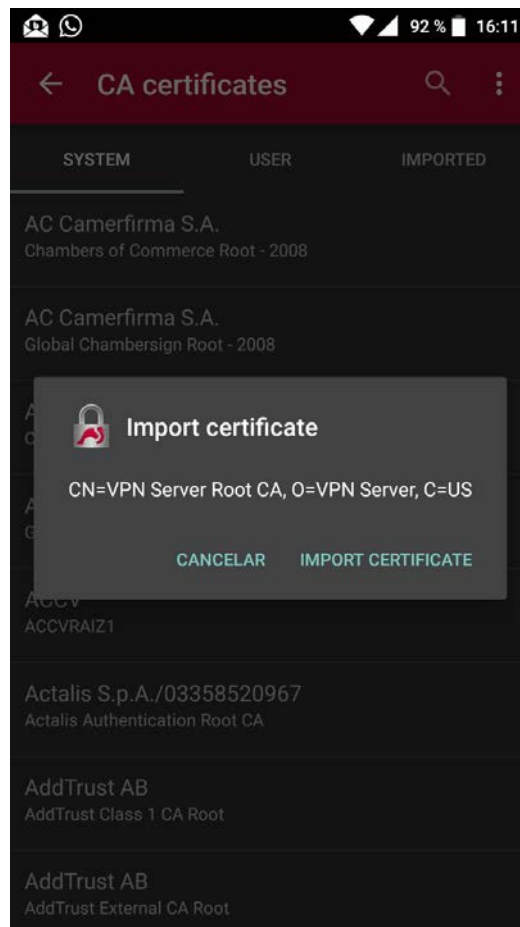 92 % 16:11
CA certificates
SYSTEM USER IMPORTED
AC Camerfirma S.A.
Chambers of Commerce Root - 2008
AC Camerfirma S.A.
Global Chambersign Root - 2008
Import certificate
CN=VPN Server Root CA, O=VPN Server, C=US
CANCELAR IMPORT CERTIFICATE
ACCV
ACCVRAIZ1
Actalis S.p.A./03358520967
Actalis Authentication Root CA
AddTrust AB
AddTrust Class 1 CA Root
AddTrust AB
AddTrust External CA Root